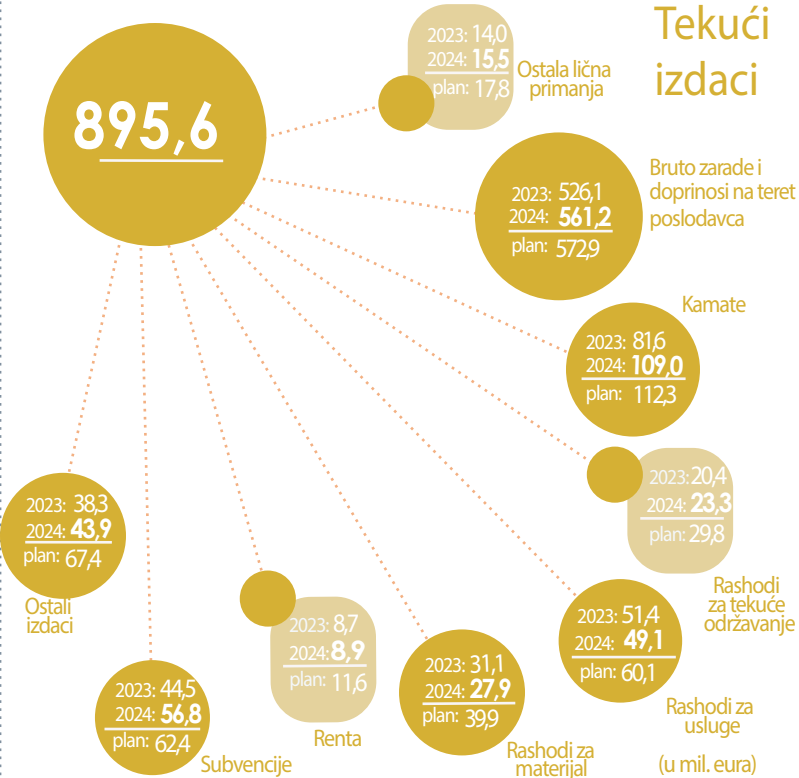 Tekući
izdaci
895,6
2023: 14,0
2024: 15,5
plan: 17,8
Ostala lična
primanja
2023: 526,1
2024: 561,2
plan: 572,9
Bruto zarade i
doprinosi na teret
poslodavca
Kamate
2023: 81,6
2024: 109,0
plan: 112,3
2023: 20,4
2024: 23,3
plan: 29,8
Rashodi
za tekuće
održavanje
2023: 51,4
2024: 49,1
plan: 60,1
Rashodi za
usluge
2023: 31,1
2024: 27,9
plan: 39,9
Rashodi za
materijal
2023: 8,7
2024: 8,9
plan: 11,6
Renta
2023: 44,5
2024: 56,8
plan: 62,4
Subvencije
2023: 38,3
2024: 43,9
plan: 67,4
Ostali
izdaci
(u mil. eura)